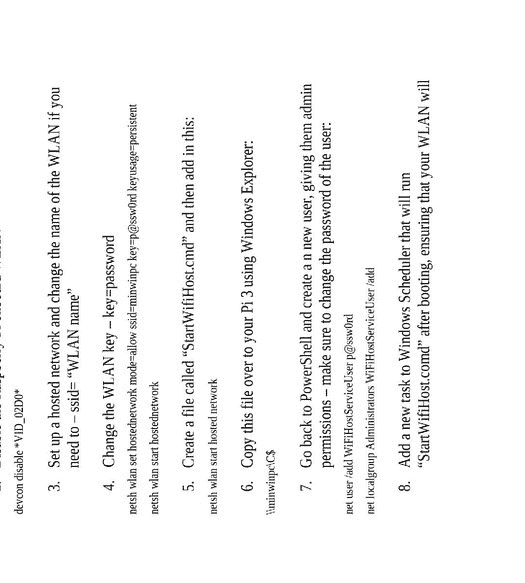 devcon disable *VID_02D0*
3. Set up a hosted network and change the name of the WLAN if you
need to – ssid= “WLAN name”
4. Change the WLAN key – key=password
netsh wlan set hostednetwork mode=allow ssid=minwinpc key=p@ssw0rd keyusage=persistent
netsh wlan start hostednetwork
5. Create a file called “StartWifiHost.cmd” and then add in this:
netsh wlan start hosted network
6. Copy this file over to your Pi 3 using Windows Explorer:
\\minwinpc\C$
7. Go back to PowerShell and create a n new user, giving them admin
permissions – make sure to change the password of the user:
net user /add WiFiHostServiceUser p@ssw0rd
net localgroup Administrators WiFiHostServiceUser /add
8. Add a new task to Windows Scheduler that will run
“StartWifiHost.comd” after booting, ensuring that your WLAN will